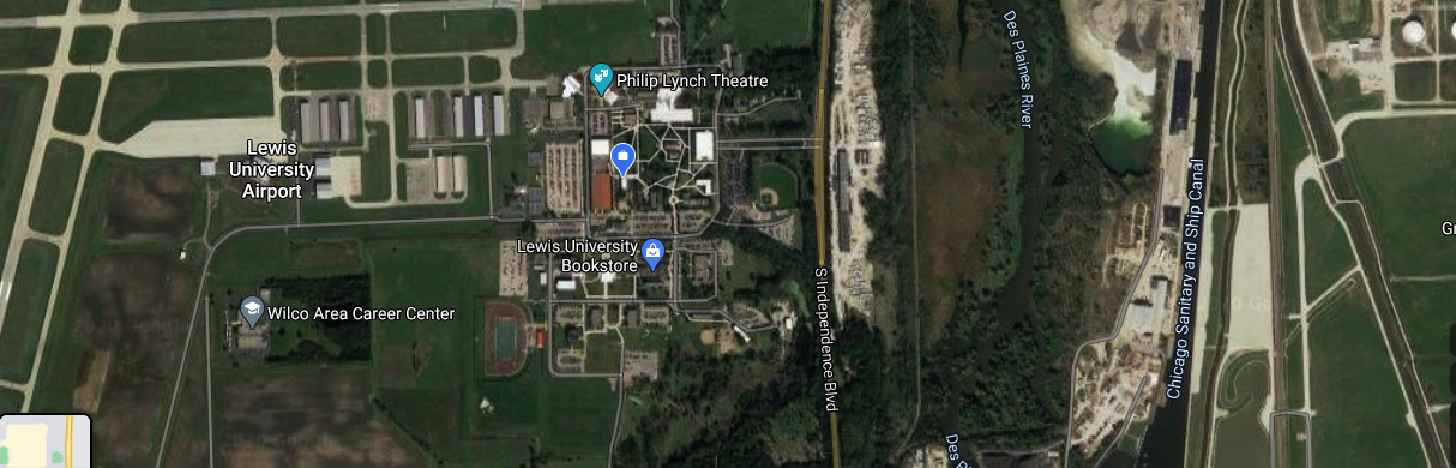 Des Plaines River
Philip Lynch Theatre
Lewis
University
Airport
Chicago Sanitary and Ship Canal
Lewis University
Bookstore
S Independence Blvd
Wilco Area Career Center
Des